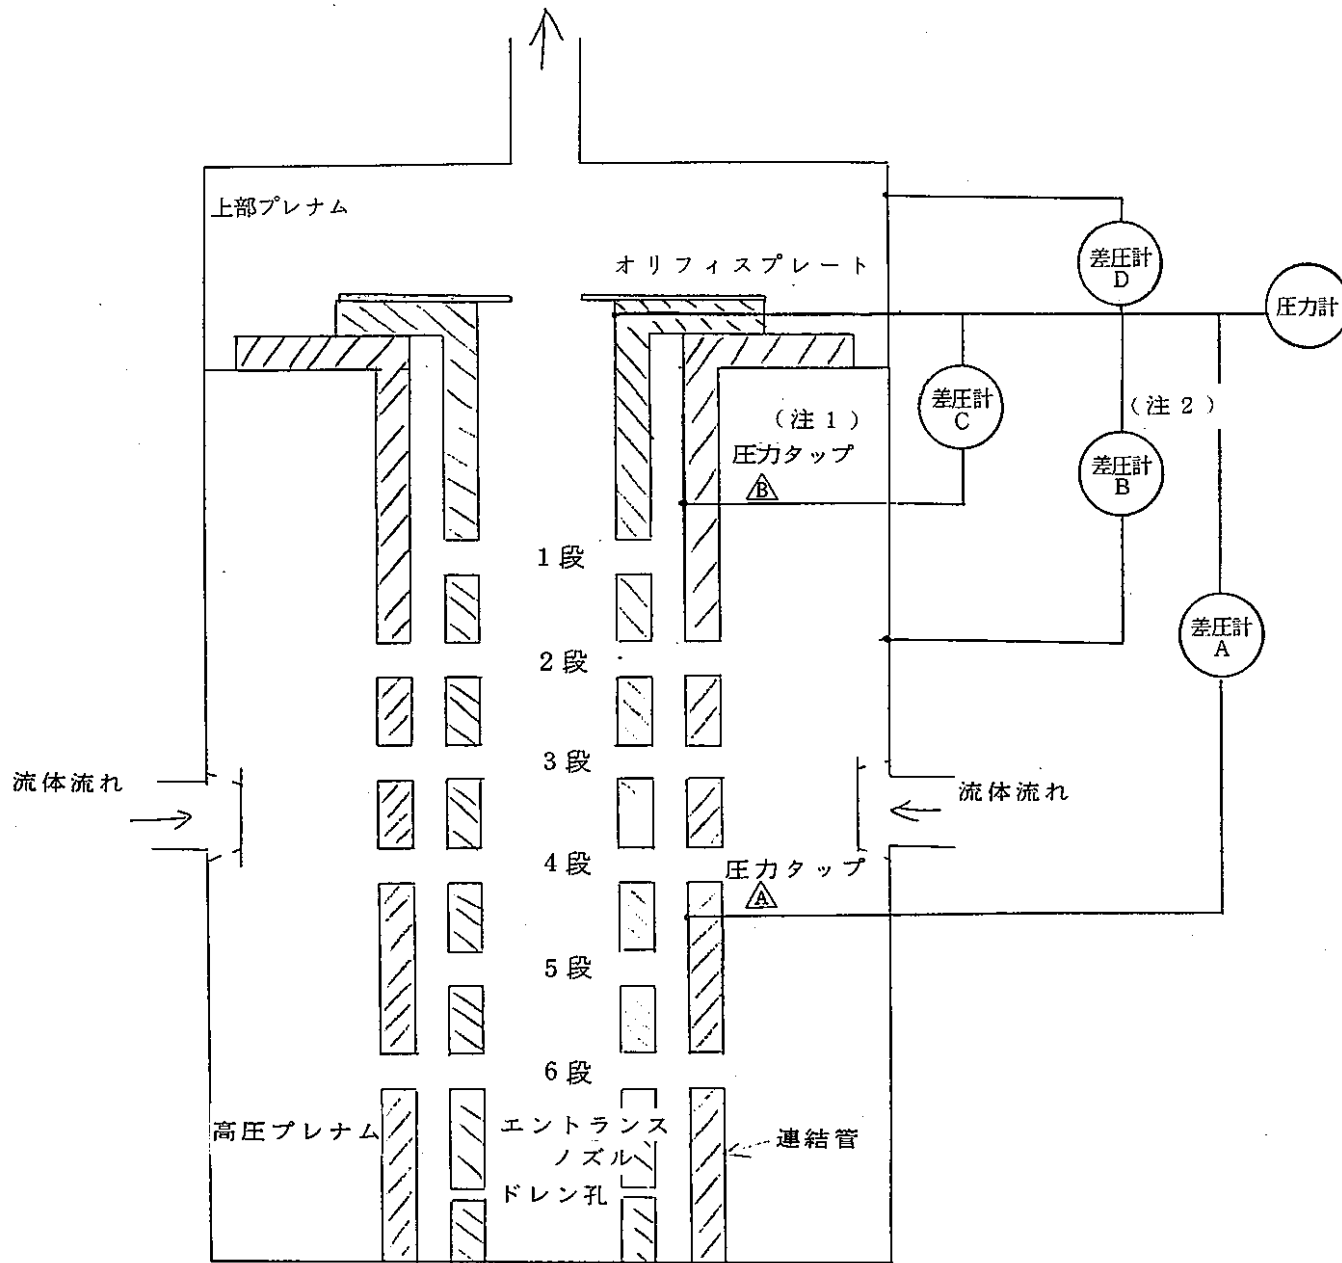 上部プレナム
オリフィスプレート
差圧計
D
圧力計
差圧計
C
(注1)
圧力タップ
B
(注2)
差圧計
B
1段
2段
差圧計
A
3段
流体流れ
流体流れ
4段
圧力タップ
A
5段
6段
高圧プレナム
エントランス
ノズル
連結管
ドレン孔